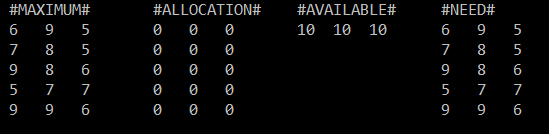 #MAXIMUM# #ALLOCATION# #AVAILABLE# #NEED#
6 9 5 0 0 0 10 10 10 6 9 5
7 8 5 0 0 0 7 8 5
9 8 6 0 0 0 9 8 6
5 7 7 0 0 0 5 7 7
9 9 6 0 0 0 9 9 6